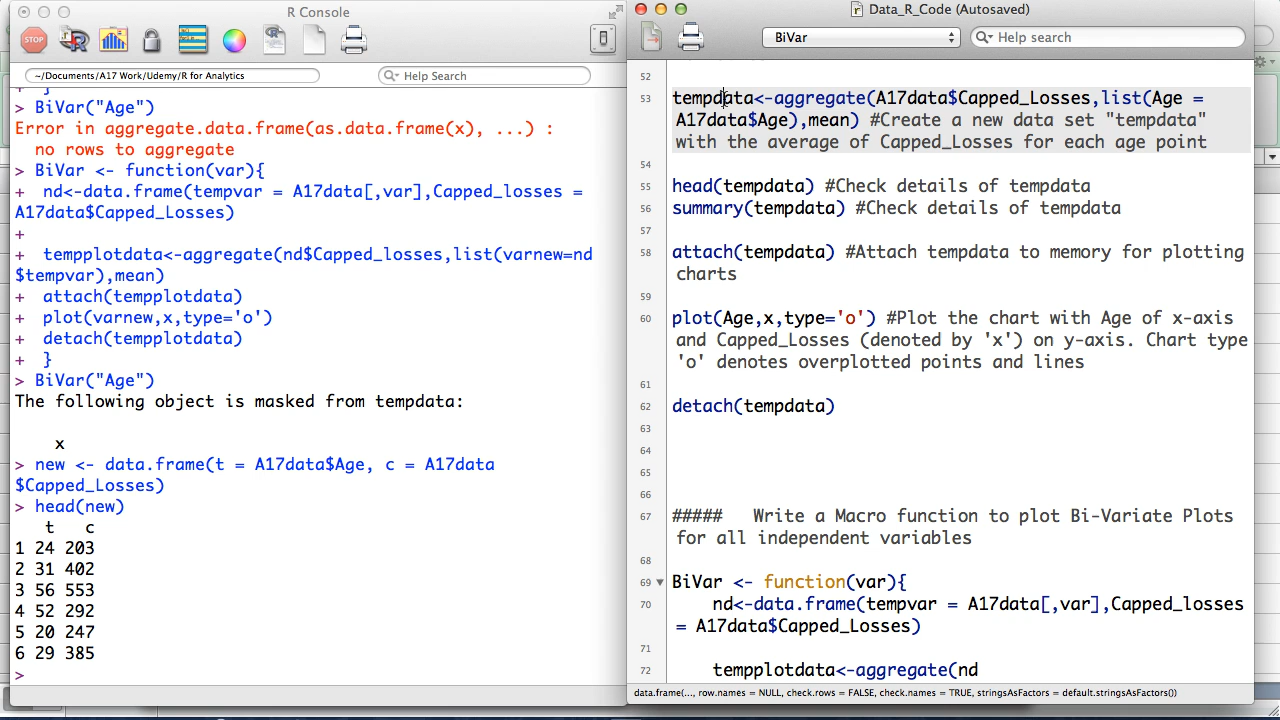 R Console
STOP
~/Documents/A17 Work/Udemy/R for Analytics
Help Search
+ }
> BiVar("Age")
Error in aggregate.data.frame(as.data.frame(x), ...) :
no rows to aggregate
> BiVar <- function(var){
+ nd<-data.frame(tempvar = A17data[,var],Capped_losses =
A17data$Capped_Losses)
+
+ tempplotdata<-aggregate(nd$Capped_losses,list(varnew=nd
$tempvar),mean)
+ attach(tempplotdata)
+ plot(varnew,x,type='o')
+ detach(tempplotdata)
+ }
> BiVar("Age")
The following object is masked from tempdata:
x
> new <- data.frame(t = A17data$Age, c = A17data
$Capped_Losses)
> head(new)
t c
1 24 203
2 31 402
3 56 553
4 52 292
5 20 247
6 29 385
>
Data_R_Code (Autosaved)
BiVar
Help search
52
53 tempdata<-aggregate(A17data$Capped_Losses,list(Age =
A17data$Age),mean) #Create a new data set "tempdata"
with the average of Capped_Losses for each age point
54
55 head(tempdata) #Check details of tempdata
56 summary(tempdata) #Check details of tempdata
57
58 attach(tempdata) #Attach tempdata to memory for plotting
charts
59
60 plot(Age,x,type='o') #Plot the chart with Age of x-axis
and Capped_Losses (denoted by 'x') on y-axis. Chart type
'o' denotes overplotted points and lines
61
62 detach(tempdata)
63
64
65
66
67 ##### Write a Macro function to plot Bi-Variate Plots
for all independent variables
68
69 BiVar <- function(var){
70 nd<-data.frame(tempvar = A17data[,var],Capped_losses
= A17data$Capped_Losses)
71
72 tempplotdata<-aggregate(nd
data.frame(..., row.names = NULL, check.rows = FALSE, check.names = TRUE, stringsAsFactors = default.stringsAsFactors())